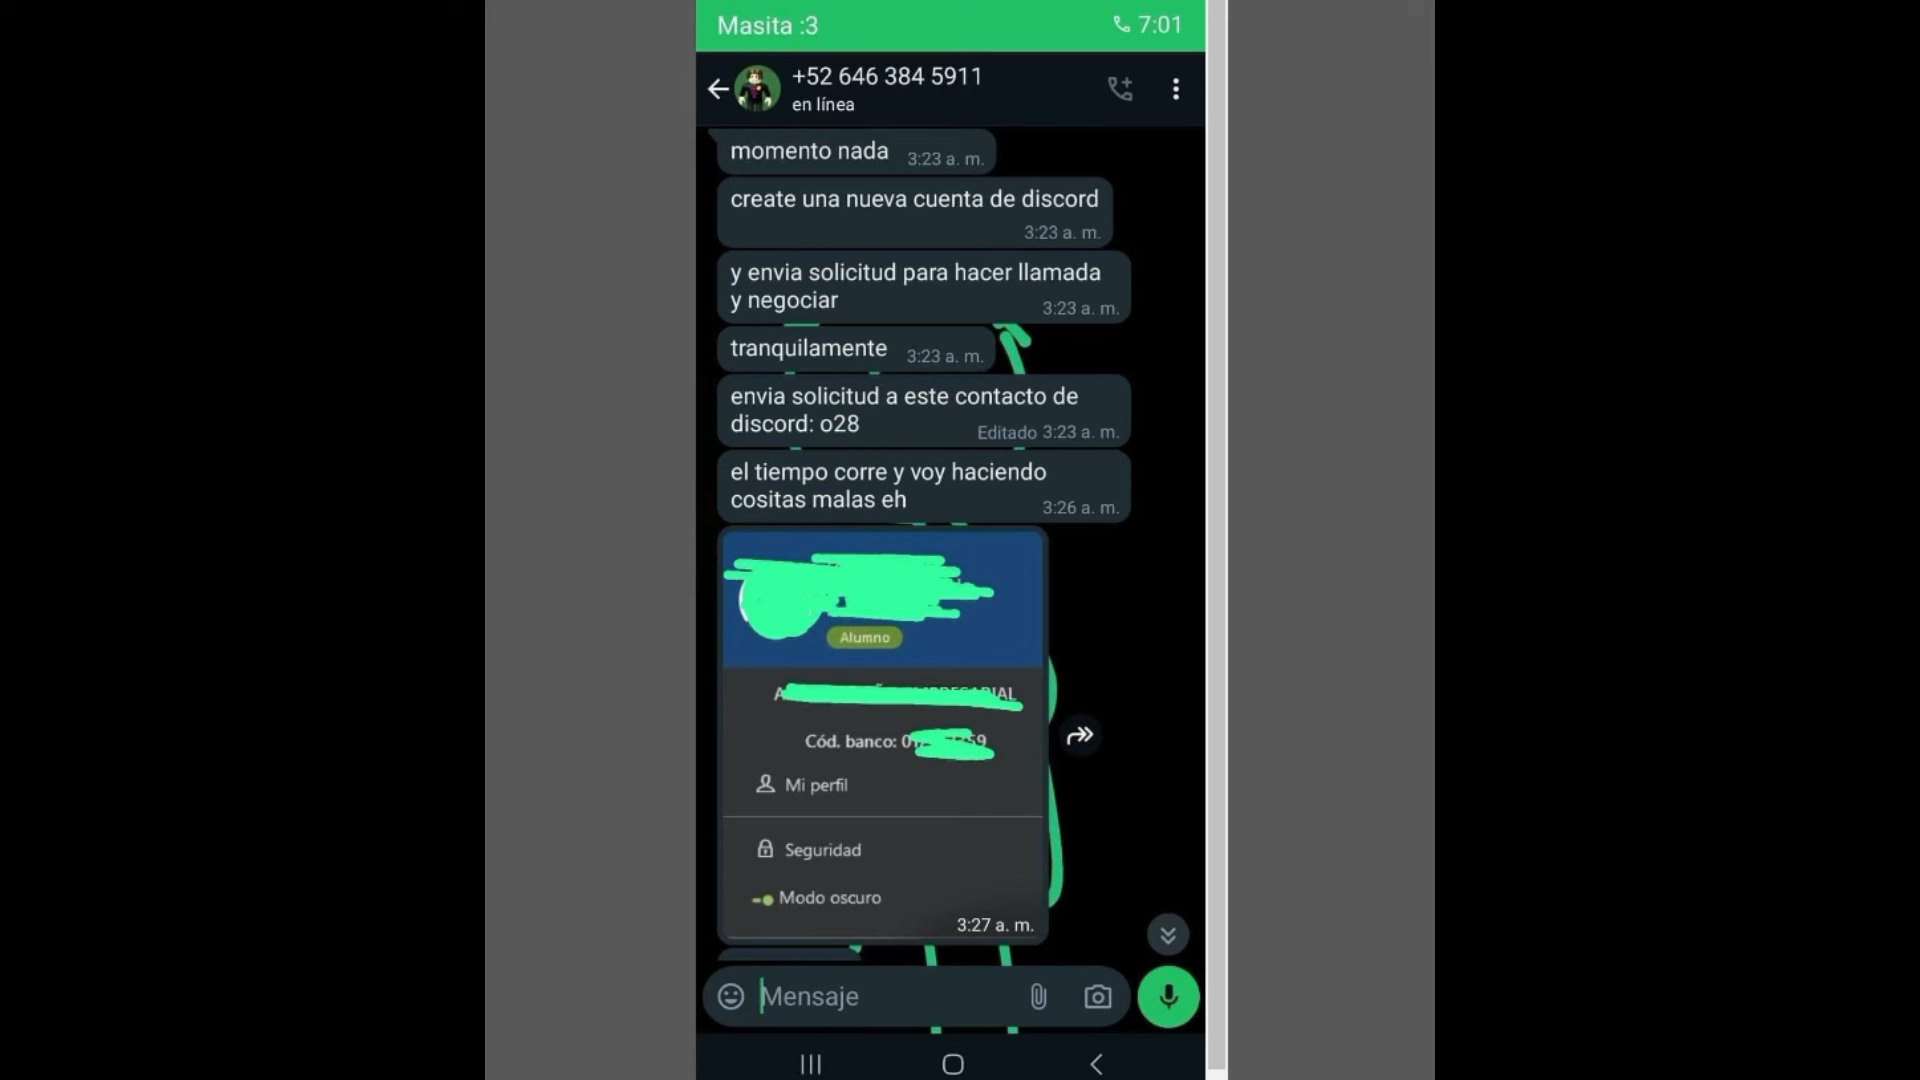 Masita :3
7:01
+52 646 384 5911
en línea
momento nada
3:23 a. m.
create una nueva cuenta de discord
3:23 a. m.
y envia solicitud para hacer llamada
y negociar
3:23 a. m.
tranquilamente
3:23 a. m.
envia solicitud a este contacto de
discord: o28
Editado 3:23 a. m.
el tiempo corre y voy haciendo
cositas malas eh
3:26 a. m.
Alumno
Cód. banco:
Mi perfil
Seguridad
Modo oscuro
3:27 a. m.
Mensaje